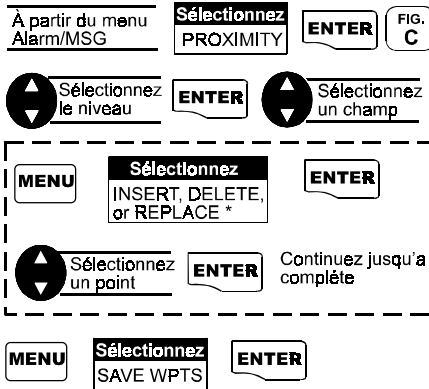 À partir du menu
Alarm/MSG
Sélectionnez
PROXIMITY
ENTER
FIG.
C
Sélectionnez
le niveau
ENTER
Sélectionnez
un champ
MENU
Sélectionnez
INSERT, DELETE,
or REPLACE *
ENTER
Sélectionnez
un point
ENTER
Continuez jusqu'a
compléte
MENU
Sélectionnez
SAVE WPTS
ENTER